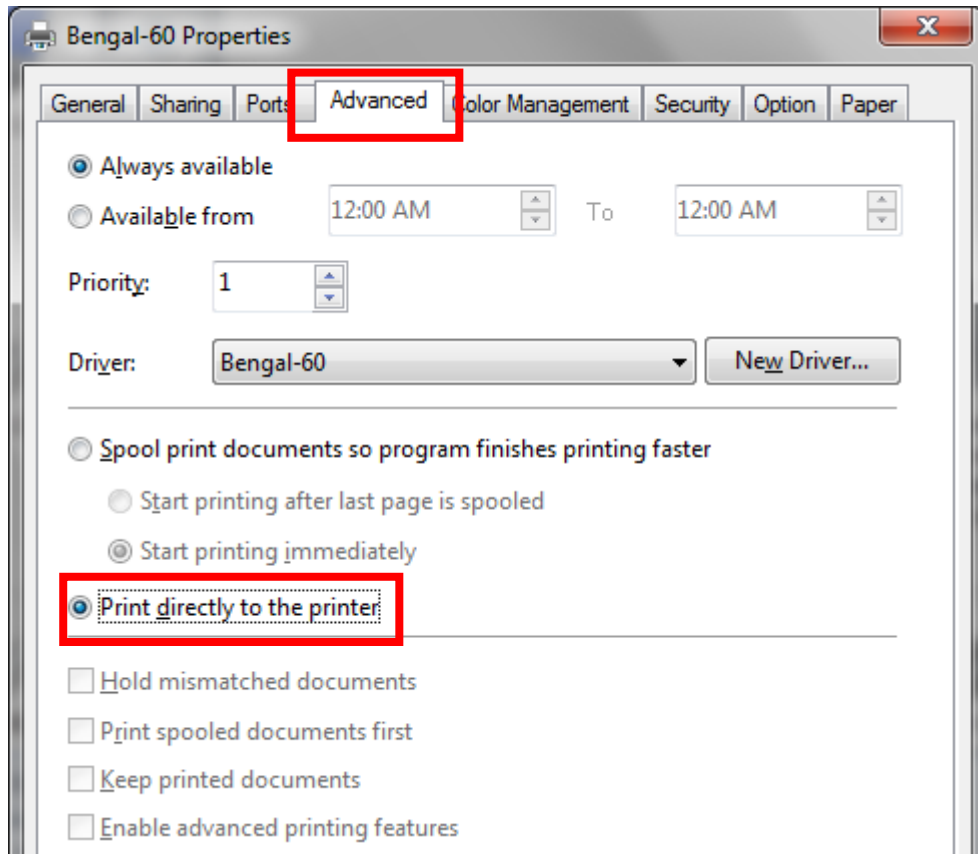 Bengal-60 Properties
General Sharing Ports Advanced Color Management Security Option Paper
Always available
Available from 12:00 AM To 12:00 AM
Priority: 1
Driver: Bengal-60 New Driver...
Spool print documents so program finishes printing faster
Start printing after last page is spooled
Start printing immediately
Print directly to the printer
Hold mismatched documents
Print spooled documents first
Keep printed documents
Enable advanced printing features